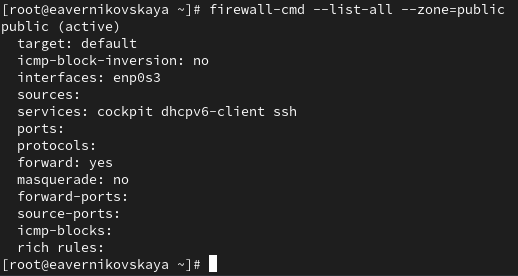 [root@eavernikovskaya ~]# firewall-cmd --list-all --zone=public
public (active)
  target: default
  icmp-block-inversion: no
  interfaces: enp0s3
  sources:
  services: cockpit dhcpv6-client ssh
  ports:
  protocols:
  forward: yes
  masquerade: no
  forward-ports:
  source-ports:
  icmp-blocks:
  rich rules:
[root@eavernikovskaya ~]#